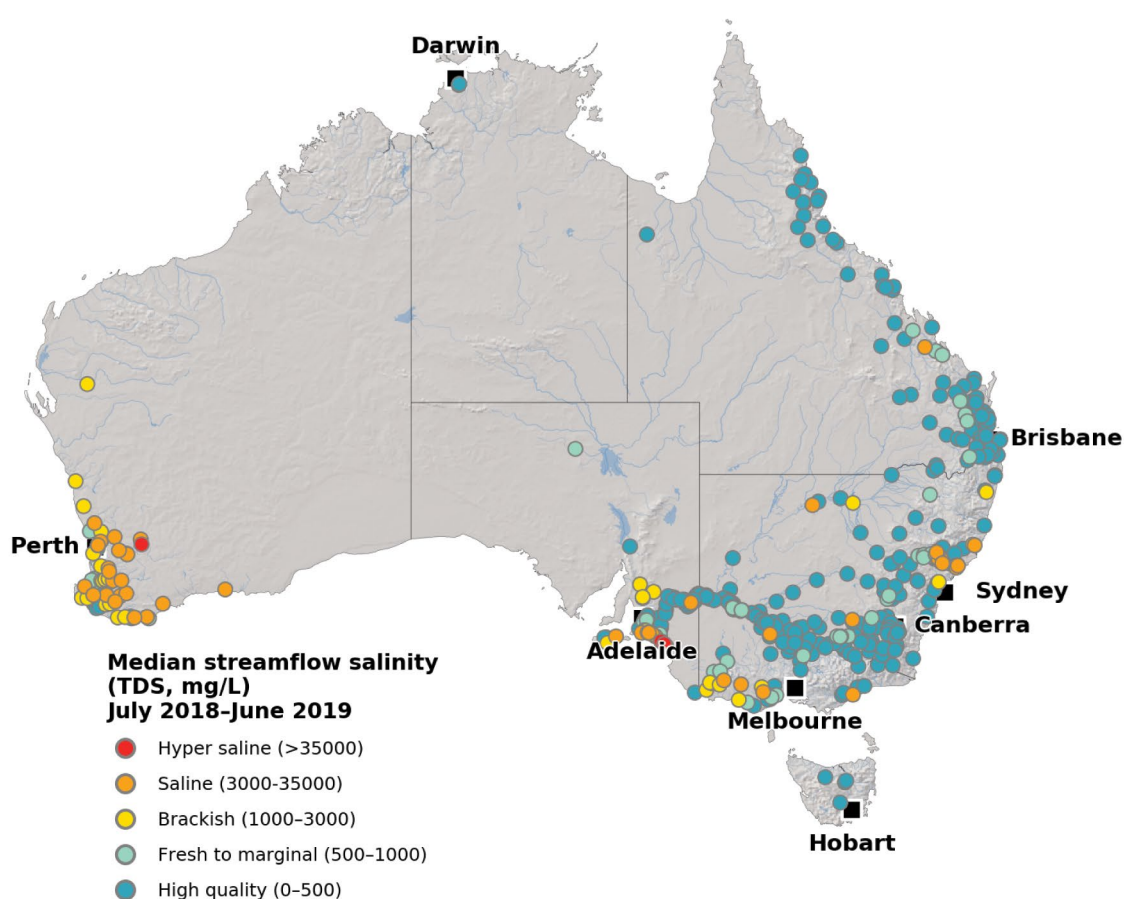 Darwin
Brisbane
Perth
Sydney
Canberra
Adelaide
Melbourne
Hobart
Median streamflow salinity
(TDS, mg/L)
July 2018–June 2019
Hyper saline (>35000)
Saline (3000-35000)
Brackish (1000–3000)
Fresh to marginal (500–1000)
High quality (0–500)